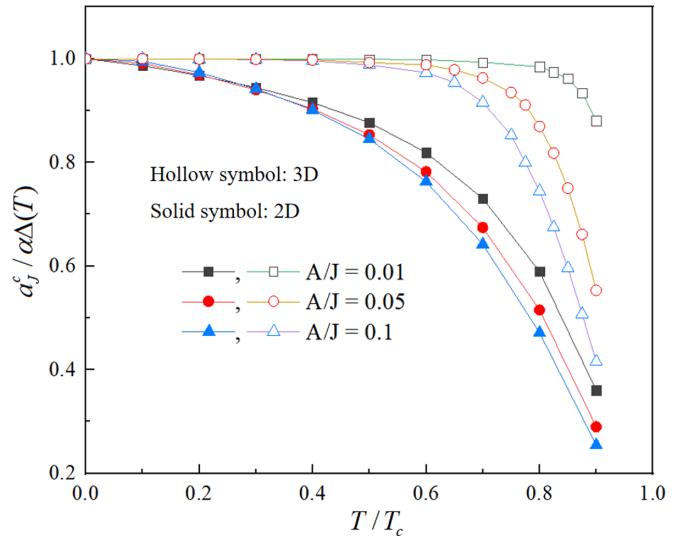 1.0
0.8
0.6
0.4
0.2
a_J^c / αΔ(T)
Hollow symbol: 3D
Solid symbol: 2D
, A/J = 0.01
, A/J = 0.05
, A/J = 0.1
0.0 0.2 0.4 0.6 0.8 1.0
T / T_c